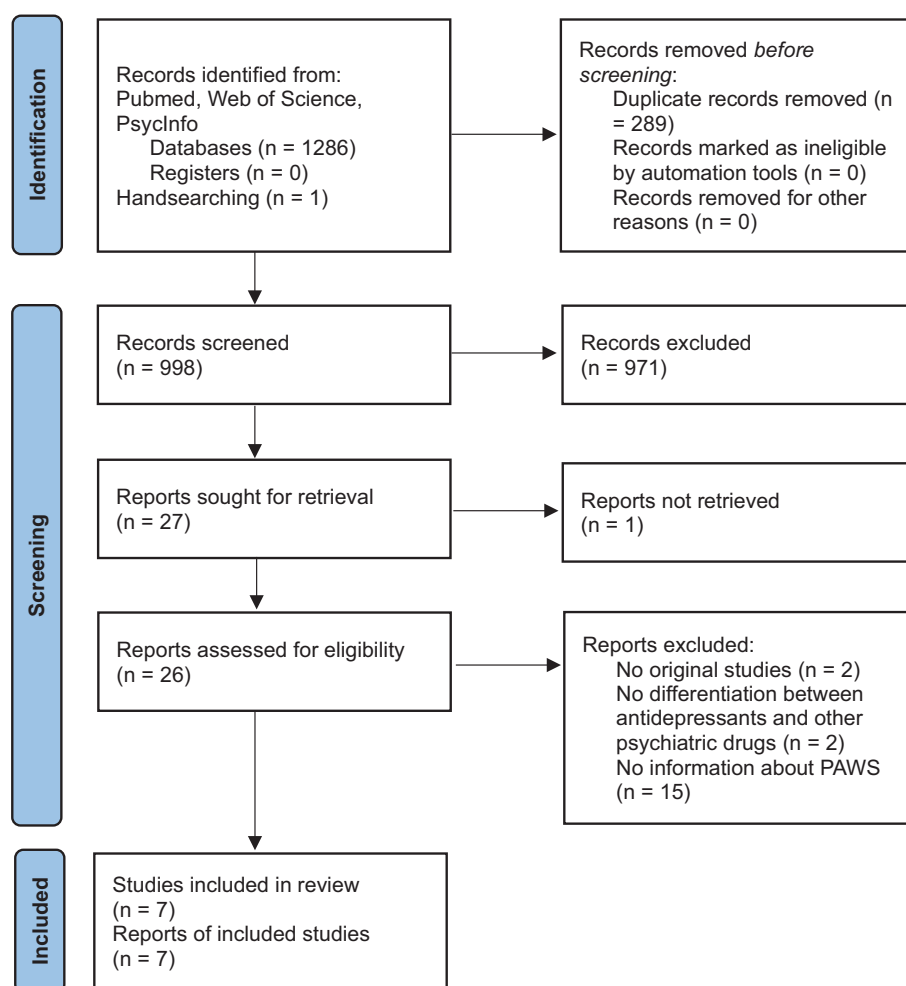 Identification
Records identified from:
Pubmed, Web of Science,
PsycInfo
Databases (n = 1286)
Registers (n = 0)
Handsearching (n = 1)
Records removed before
screening:
Duplicate records removed (n
= 289)
Records marked as ineligible
by automation tools (n = 0)
Records removed for other
reasons (n = 0)
Screening
Records screened
(n = 998)
Records excluded
(n = 971)
Reports sought for retrieval
(n = 27)
Reports not retrieved
(n = 1)
Reports assessed for eligibility
(n = 26)
Reports excluded:
No original studies (n = 2)
No differentiation between
antidepressants and other
psychiatric drugs (n = 2)
No information about PAWS
(n = 15)
Included
Studies included in review
(n = 7)
Reports of included studies
(n = 7)